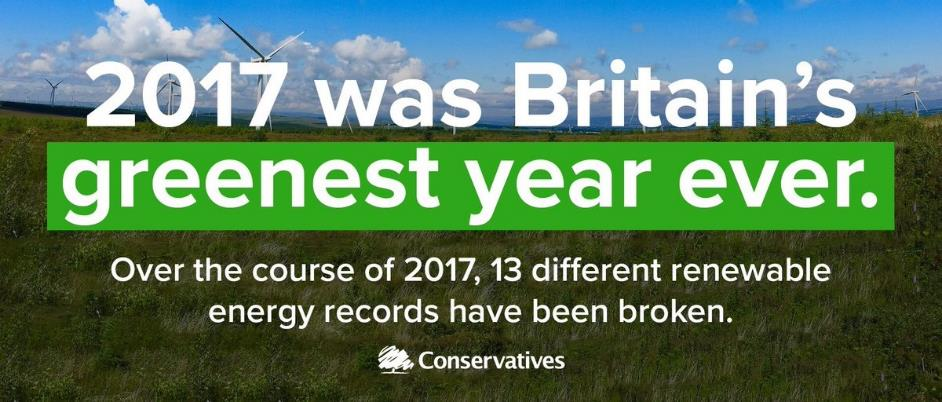 2017 was Britain’s
greenest year ever.
Over the course of 2017, 13 different renewable
energy records have been broken.
Conservatives